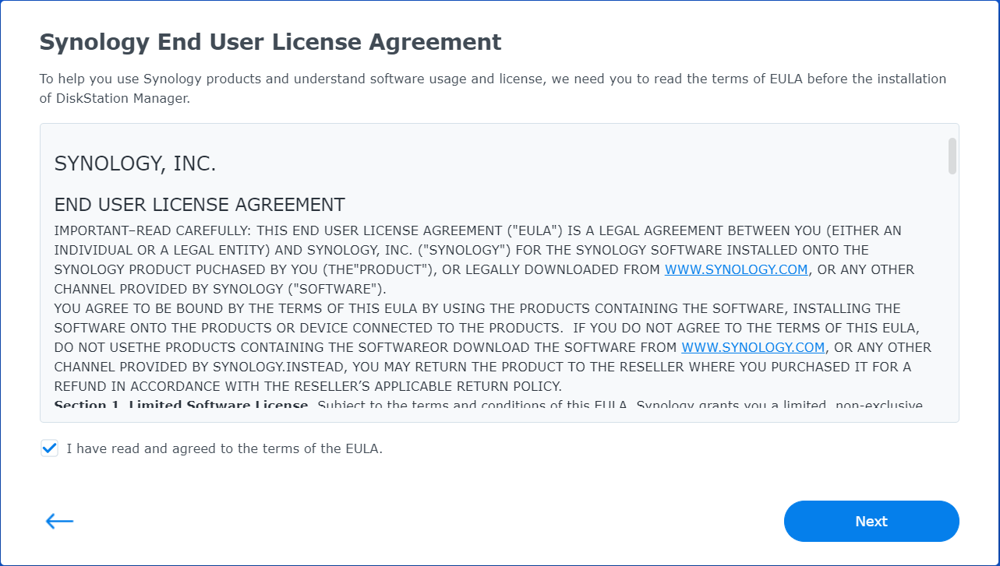 Synology End User License Agreement
To help you use Synology products and understand software usage and license, we need you to read the terms of EULA before the installation
of DiskStation Manager.
SYNOLOGY, INC.
END USER LICENSE AGREEMENT
IMPORTANT–READ CAREFULLY: THIS END USER LICENSE AGREEMENT ("EULA") IS A LEGAL AGREEMENT BETWEEN YOU (EITHER AN
INDIVIDUAL OR A LEGAL ENTITY) AND SYNOLOGY, INC. ("SYNOLOGY") FOR THE SYNOLOGY SOFTWARE INSTALLED ONTO THE
SYNOLOGY PRODUCT PUCHASED BY YOU (THE"PRODUCT"), OR LEGALLY DOWNLOADED FROM WWW.SYNOLOGY.COM, OR ANY OTHER
CHANNEL PROVIDED BY SYNOLOGY ("SOFTWARE").
YOU AGREE TO BE BOUND BY THE TERMS OF THIS EULA BY USING THE PRODUCTS CONTAINING THE SOFTWARE, INSTALLING THE
SOFTWARE ONTO THE PRODUCTS OR DEVICE CONNECTED TO THE PRODUCTS.  IF YOU DO NOT AGREE TO THE TERMS OF THIS EULA,
DO NOT USETHE PRODUCTS CONTAINING THE SOFTWAREOR DOWNLOAD THE SOFTWARE FROM WWW.SYNOLOGY.COM, OR ANY OTHER
CHANNEL PROVIDED BY SYNOLOGY.INSTEAD, YOU MAY RETURN THE PRODUCT TO THE RESELLER WHERE YOU PURCHASED IT FOR A
REFUND IN ACCORDANCE WITH THE RESELLER’S APPLICABLE RETURN POLICY.
Section 1. Limited Software License. Subject to the terms and conditions of this EULA, Synology grants you a limited, non-exclusive,
I have read and agreed to the terms of the EULA.
Next